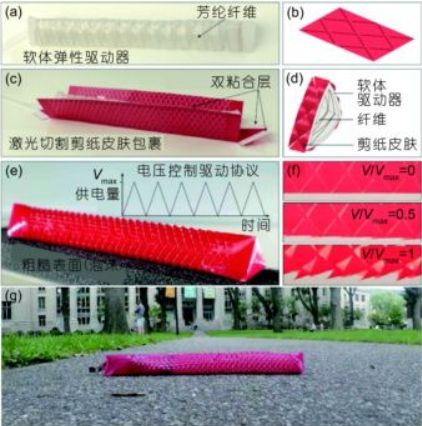 (a)
芳纶纤维
软体弹性驱动器
(b)
(c)
双粘合层
激光切割剪纸皮肤包裹
(d)
软体
驱动器
纤维
剪纸皮肤
(e)
Vmax
电压控制驱动协议
供电量
时间
粗糙表面(泡沫
(f)
V/Vmax=0
V/Vmax=0.5
V/Vmax=1
(g)